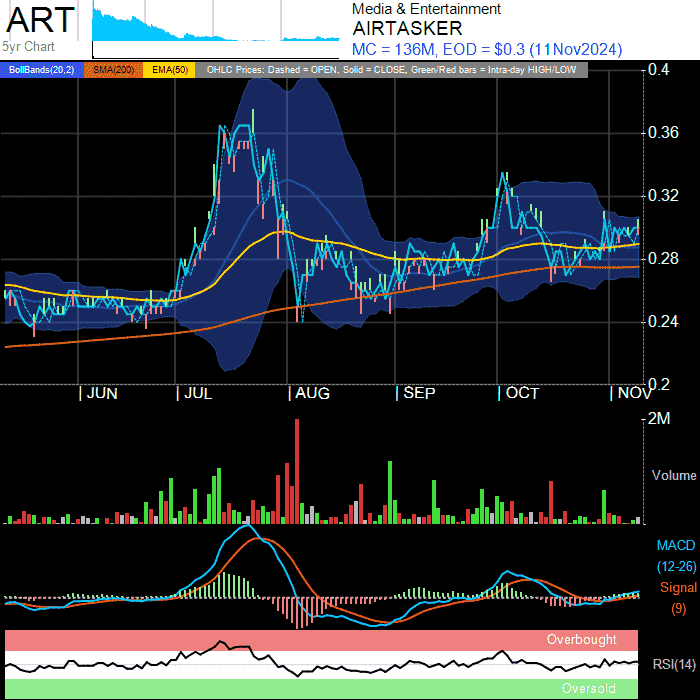 ART
5yr Chart
Media & Entertainment
AIRTASKER
MC = 136M, EOD = $0.3 (11Nov2024)
BollBands(20,2) SMA(200) EMA(50) OHLC Prices: Dashed = OPEN, Solid = CLOSE, Green/Red bars = Intra-day HIGH/LOW
0.4
0.36
0.32
0.28
0.24
0.2
| JUN | JUL | AUG | SEP | OCT | NOV
2M
Volume
MACD
(12-26)
Signal
(9)
Overbought
RSI(14)
Oversold